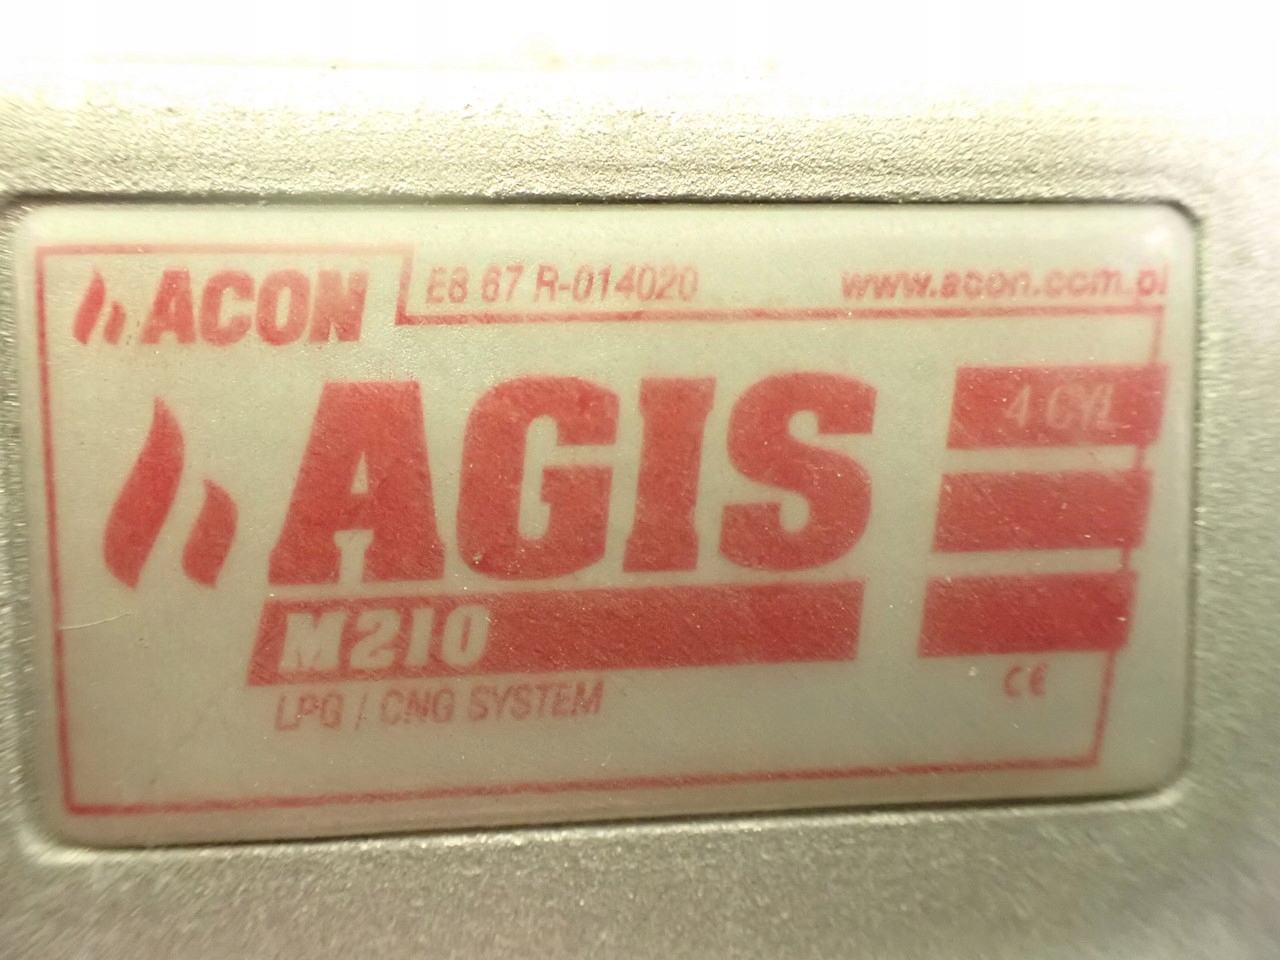 ACON
E8 67 R-014020
www.acon.com.pl
AGIS
4 CYL
M210
LPG / CNG SYSTEM
CE